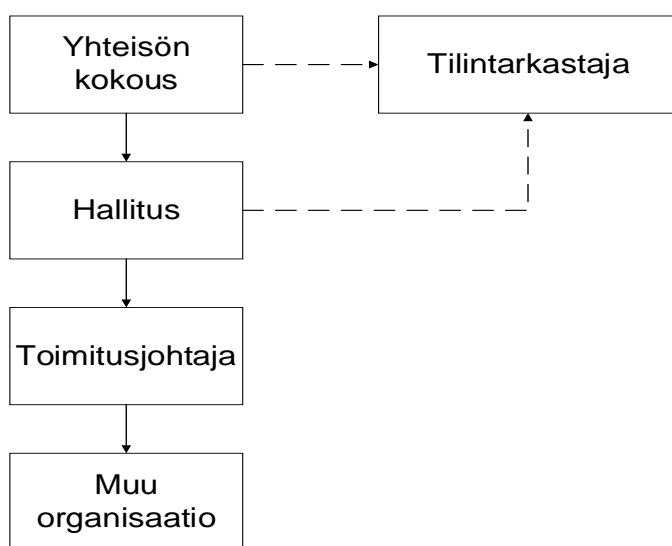 Yhteisön
kokous
Tilintarkastaja
Hallitus
Toimitusjohtaja
Muu
organisaatio